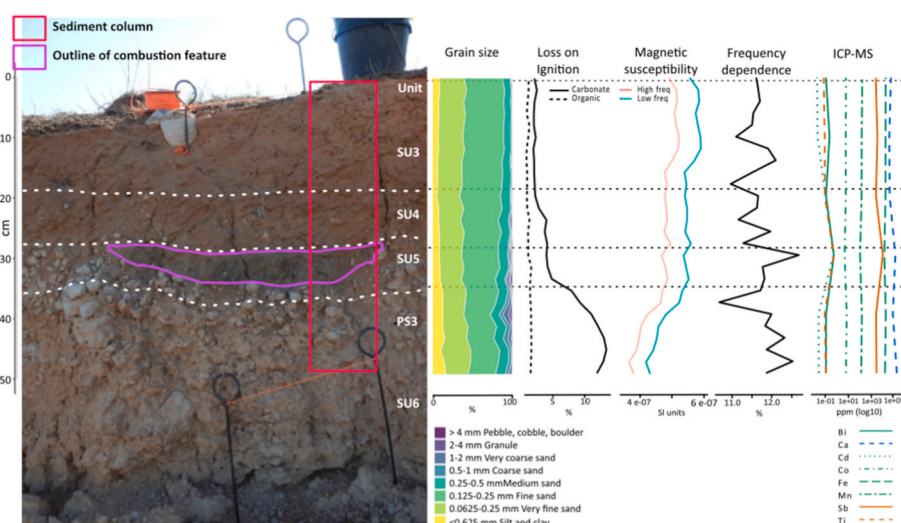 Sediment column
Outline of combustion feature
Grain size
Loss on
Ignition
Magnetic
susceptibility
Frequency
dependence
ICP-MS
Carbonate
Organic
High freq
Low freq
0
10
20
30
40
50
cm
Unit
SU3
SU4
SU5
PS3
SU6
0 100
%
5 10
%
4 e-07 6 e-07
SI units
11.0 12.0
%
1e-01 1e+01 1e+03
ppm (log10)
> 4 mm Pebble, cobble, boulder
2-4 mm Granule
1-2 mm Very coarse sand
0.5-1 mm Coarse sand
0.25-0.5 mmMedium sand
0.125-0.25 mm Fine sand
0.0625-0.25 mm Very fine sand
<0.625 mm Silt and clay
Bi
Ca
Cd
Co
Fe
Mn
Sb
Ti